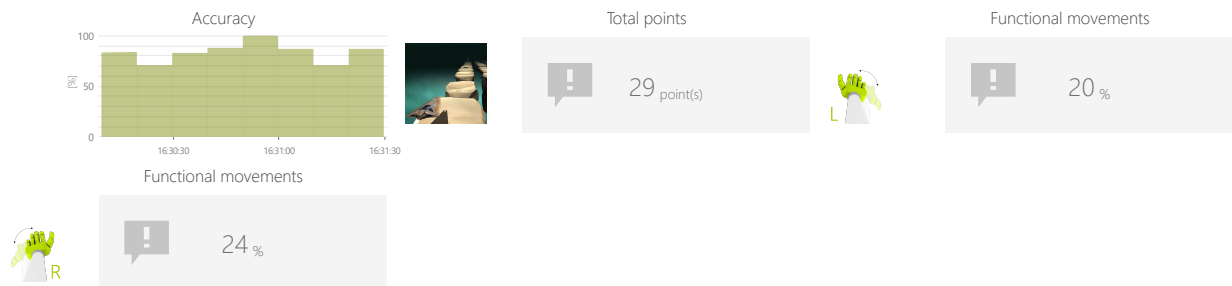 Accuracy
100
[%]
50
0
16:30:30
16:31:00
16:31:30
Total points
29 point(s)
L
Functional movements
20 %
Functional movements
R
24 %